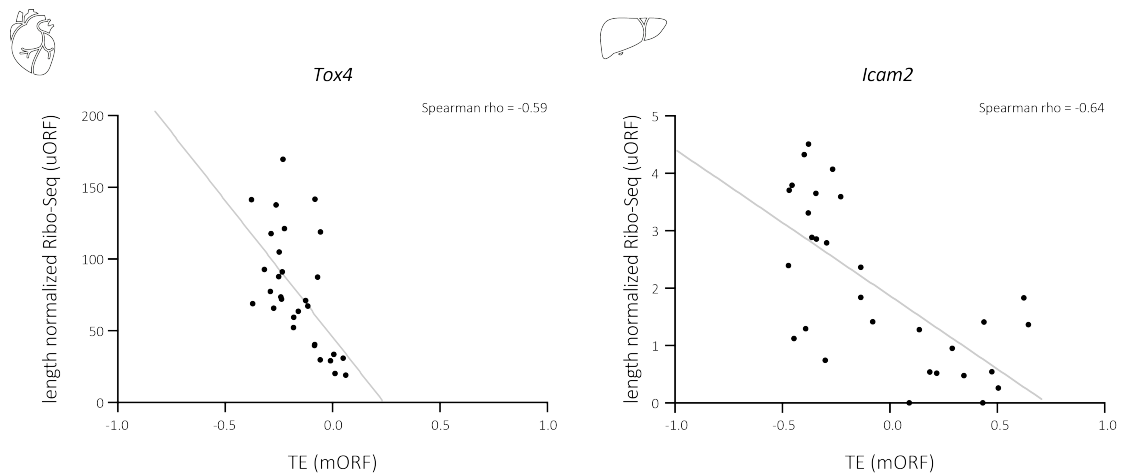 Tox4
Spearman rho = -0.59
length normalized Ribo-Seq (uORF)
200
150
100
50
0
-1.0
-0.5
0.0
0.5
1.0
TE (mORF)
Icam2
Spearman rho = -0.64
length normalized Ribo-Seq (uORF)
5
4
3
2
1
0
-1.0
-0.5
0.0
0.5
1.0
TE (mORF)